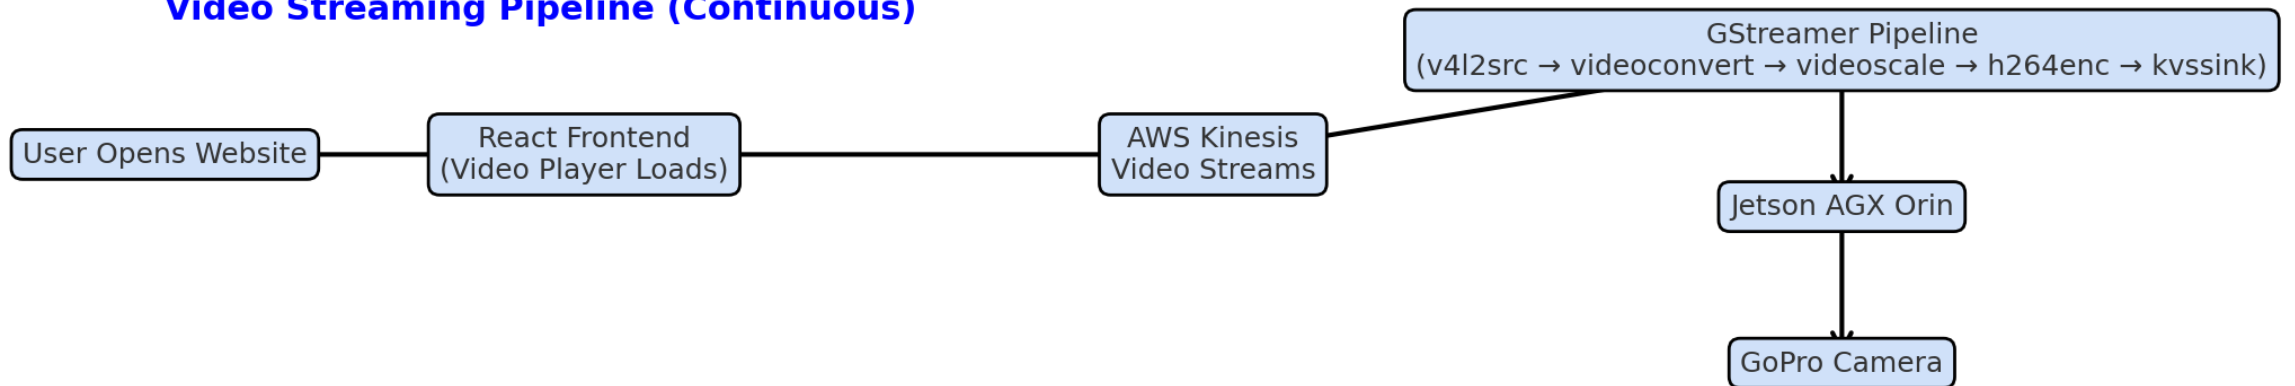 Video Streaming Pipeline (Continuous)
GStreamer Pipeline
(v4l2src → videoconvert → videoscale → h264enc → kvssink)
User Opens Website
React Frontend
(Video Player Loads)
AWS Kinesis
Video Streams
Jetson AGX Orin
GoPro Camera